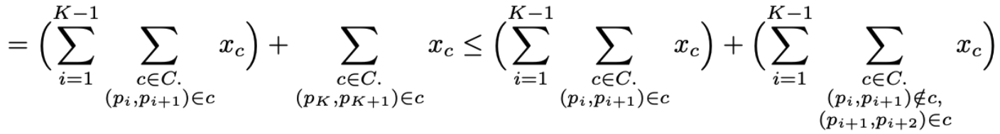 = \Big( \sum_{i=1}^{K-1} \sum_{\substack{c \in C. \\ (p_i, p_{i+1}) \in c}} x_c \Big) + \sum_{\substack{c \in C. \\ (p_K, p_{K+1}) \in c}} x_c \leq \Big( \sum_{i=1}^{K-1} \sum_{\substack{c \in C. \\ (p_i, p_{i+1}) \in c}} x_c \Big) + \Big( \sum_{i=1}^{K-1} \sum_{\substack{c \in C. \\ (p_i, p_{i+1}) \notin c, \\ (p_{i+1}, p_{i+2}) \in c}} x_c \Big)